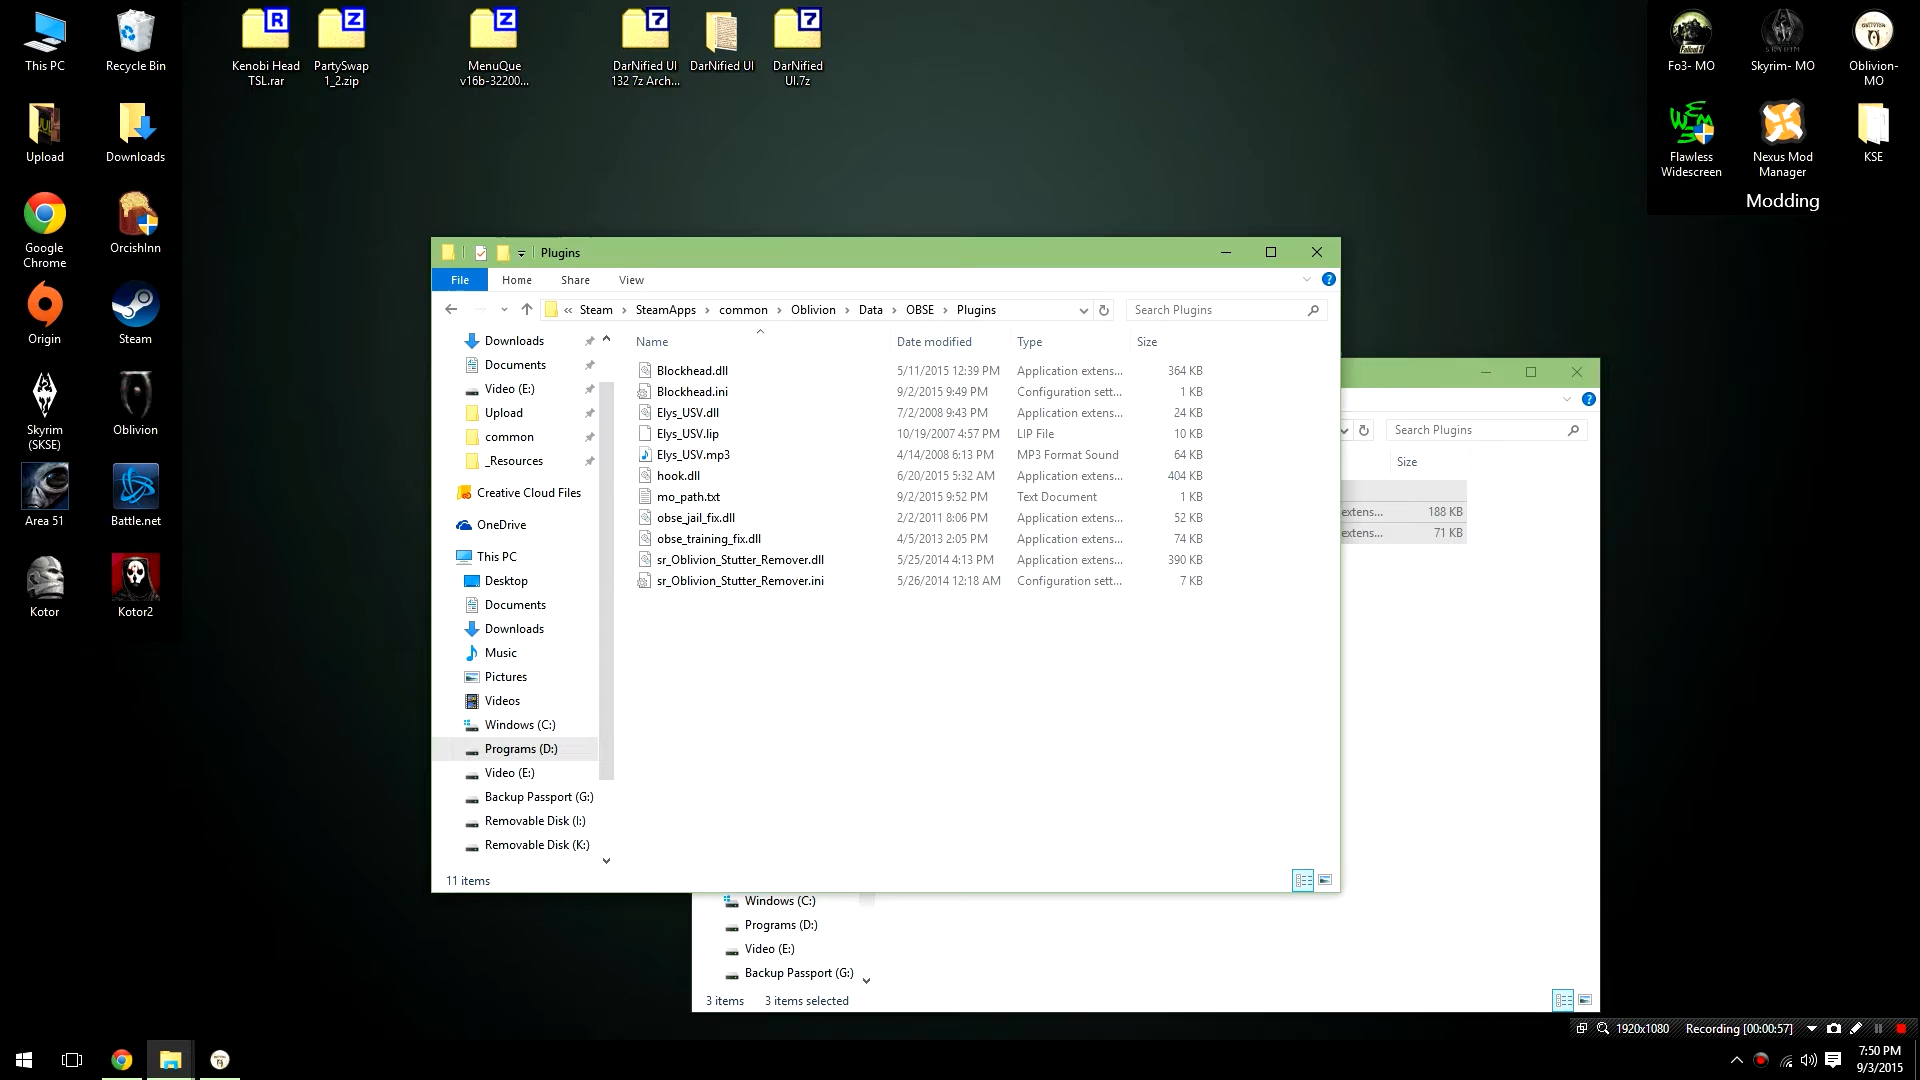 This PC
Recycle Bin
Kenobi Head
TSL.rar
PartySwap
1_2.zip
MenuQue
v16b-32200...
DarNified UI
132 7z Arch...
DarNified UI
DarNified
UI.7z
Fo3- MO
Skyrim- MO
Oblivion-
MO
Upload
Downloads
Flawless
Widescreen
Nexus Mod
Manager
KSE
Modding
Google
Chrome
OrcishInn
Origin
Steam
Skyrim
(SKSE)
Oblivion
Area 51
Battle.net
Kotor
Kotor2
Plugins
File
Home
Share
View
« Steam › SteamApps › common › Oblivion › Data › OBSE › Plugins
Search Plugins
Downloads
Documents
Video (E:)
Upload
common
_Resources
Creative Cloud Files
OneDrive
This PC
Desktop
Documents
Downloads
Music
Pictures
Videos
Windows (C:)
Programs (D:)
Video (E:)
Backup Passport (G:)
Removable Disk (I:)
Removable Disk (K:)
Name Date modified Type Size
Blockhead.dll 5/11/2015 12:39 PM Application extens... 364 KB
Blockhead.ini 9/2/2015 9:49 PM Configuration sett... 1 KB
Elys_USV.dll 7/2/2008 9:43 PM Application extens... 24 KB
Elys_USV.lip 10/19/2007 4:57 PM LIP File 10 KB
Elys_USV.mp3 4/14/2008 6:13 PM MP3 Format Sound 64 KB
hook.dll 6/20/2015 5:32 AM Application extens... 404 KB
mo_path.txt 9/2/2015 9:52 PM Text Document 1 KB
obse_jail_fix.dll 2/2/2011 8:06 PM Application extens... 52 KB
obse_training_fix.dll 4/5/2013 2:05 PM Application extens... 74 KB
sr_Oblivion_Stutter_Remover.dll 5/25/2014 4:13 PM Application extens... 390 KB
sr_Oblivion_Stutter_Remover.ini 5/26/2014 12:18 AM Configuration sett... 7 KB
11 items
Search Plugins
Size
extens... 188 KB
extens... 71 KB
Windows (C:)
Programs (D:)
Video (E:)
Backup Passport (G:)
3 items 3 items selected
1920x1080 Recording [00:00:57]
7:50 PM
9/3/2015